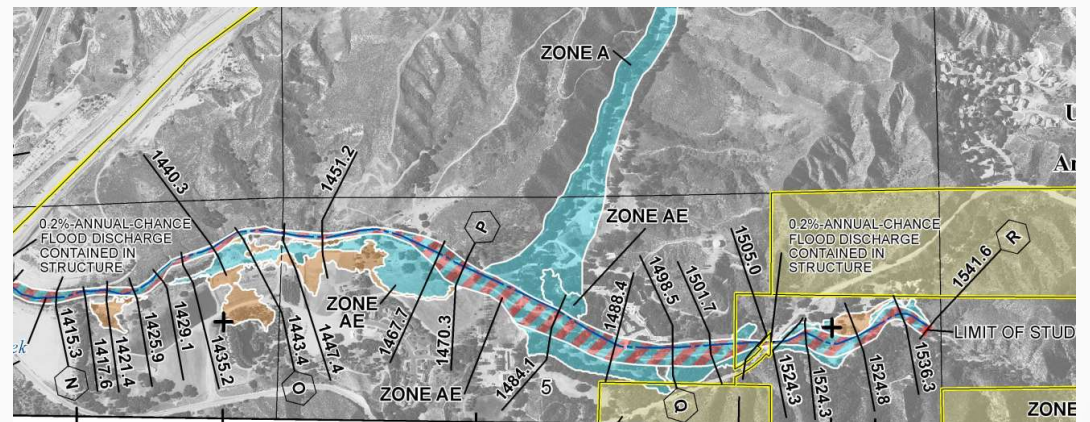 ZONE A
U
Ar
1440.3
1451.2
P
ZONE AE
0.2%-ANNUAL-CHANCE
FLOOD DISCHARGE
CONTAINED IN
STRUCTURE
1505.0
0.2%-ANNUAL-CHANCE
FLOOD DISCHARGE
CONTAINED IN
STRUCTURE
R
1541.6
1488.4
1498.5
1501.7
ZONE
AE
LIMIT OF STUD
ek
1415.3
1417.6
1421.4
1425.9
1429.1
1435.2
1443.4
1447.4
1467.7
1470.3
1484.1
1524.3
1524.3
1524.8
1536.3
N
O
ZONE AE
5
Q
ZONE